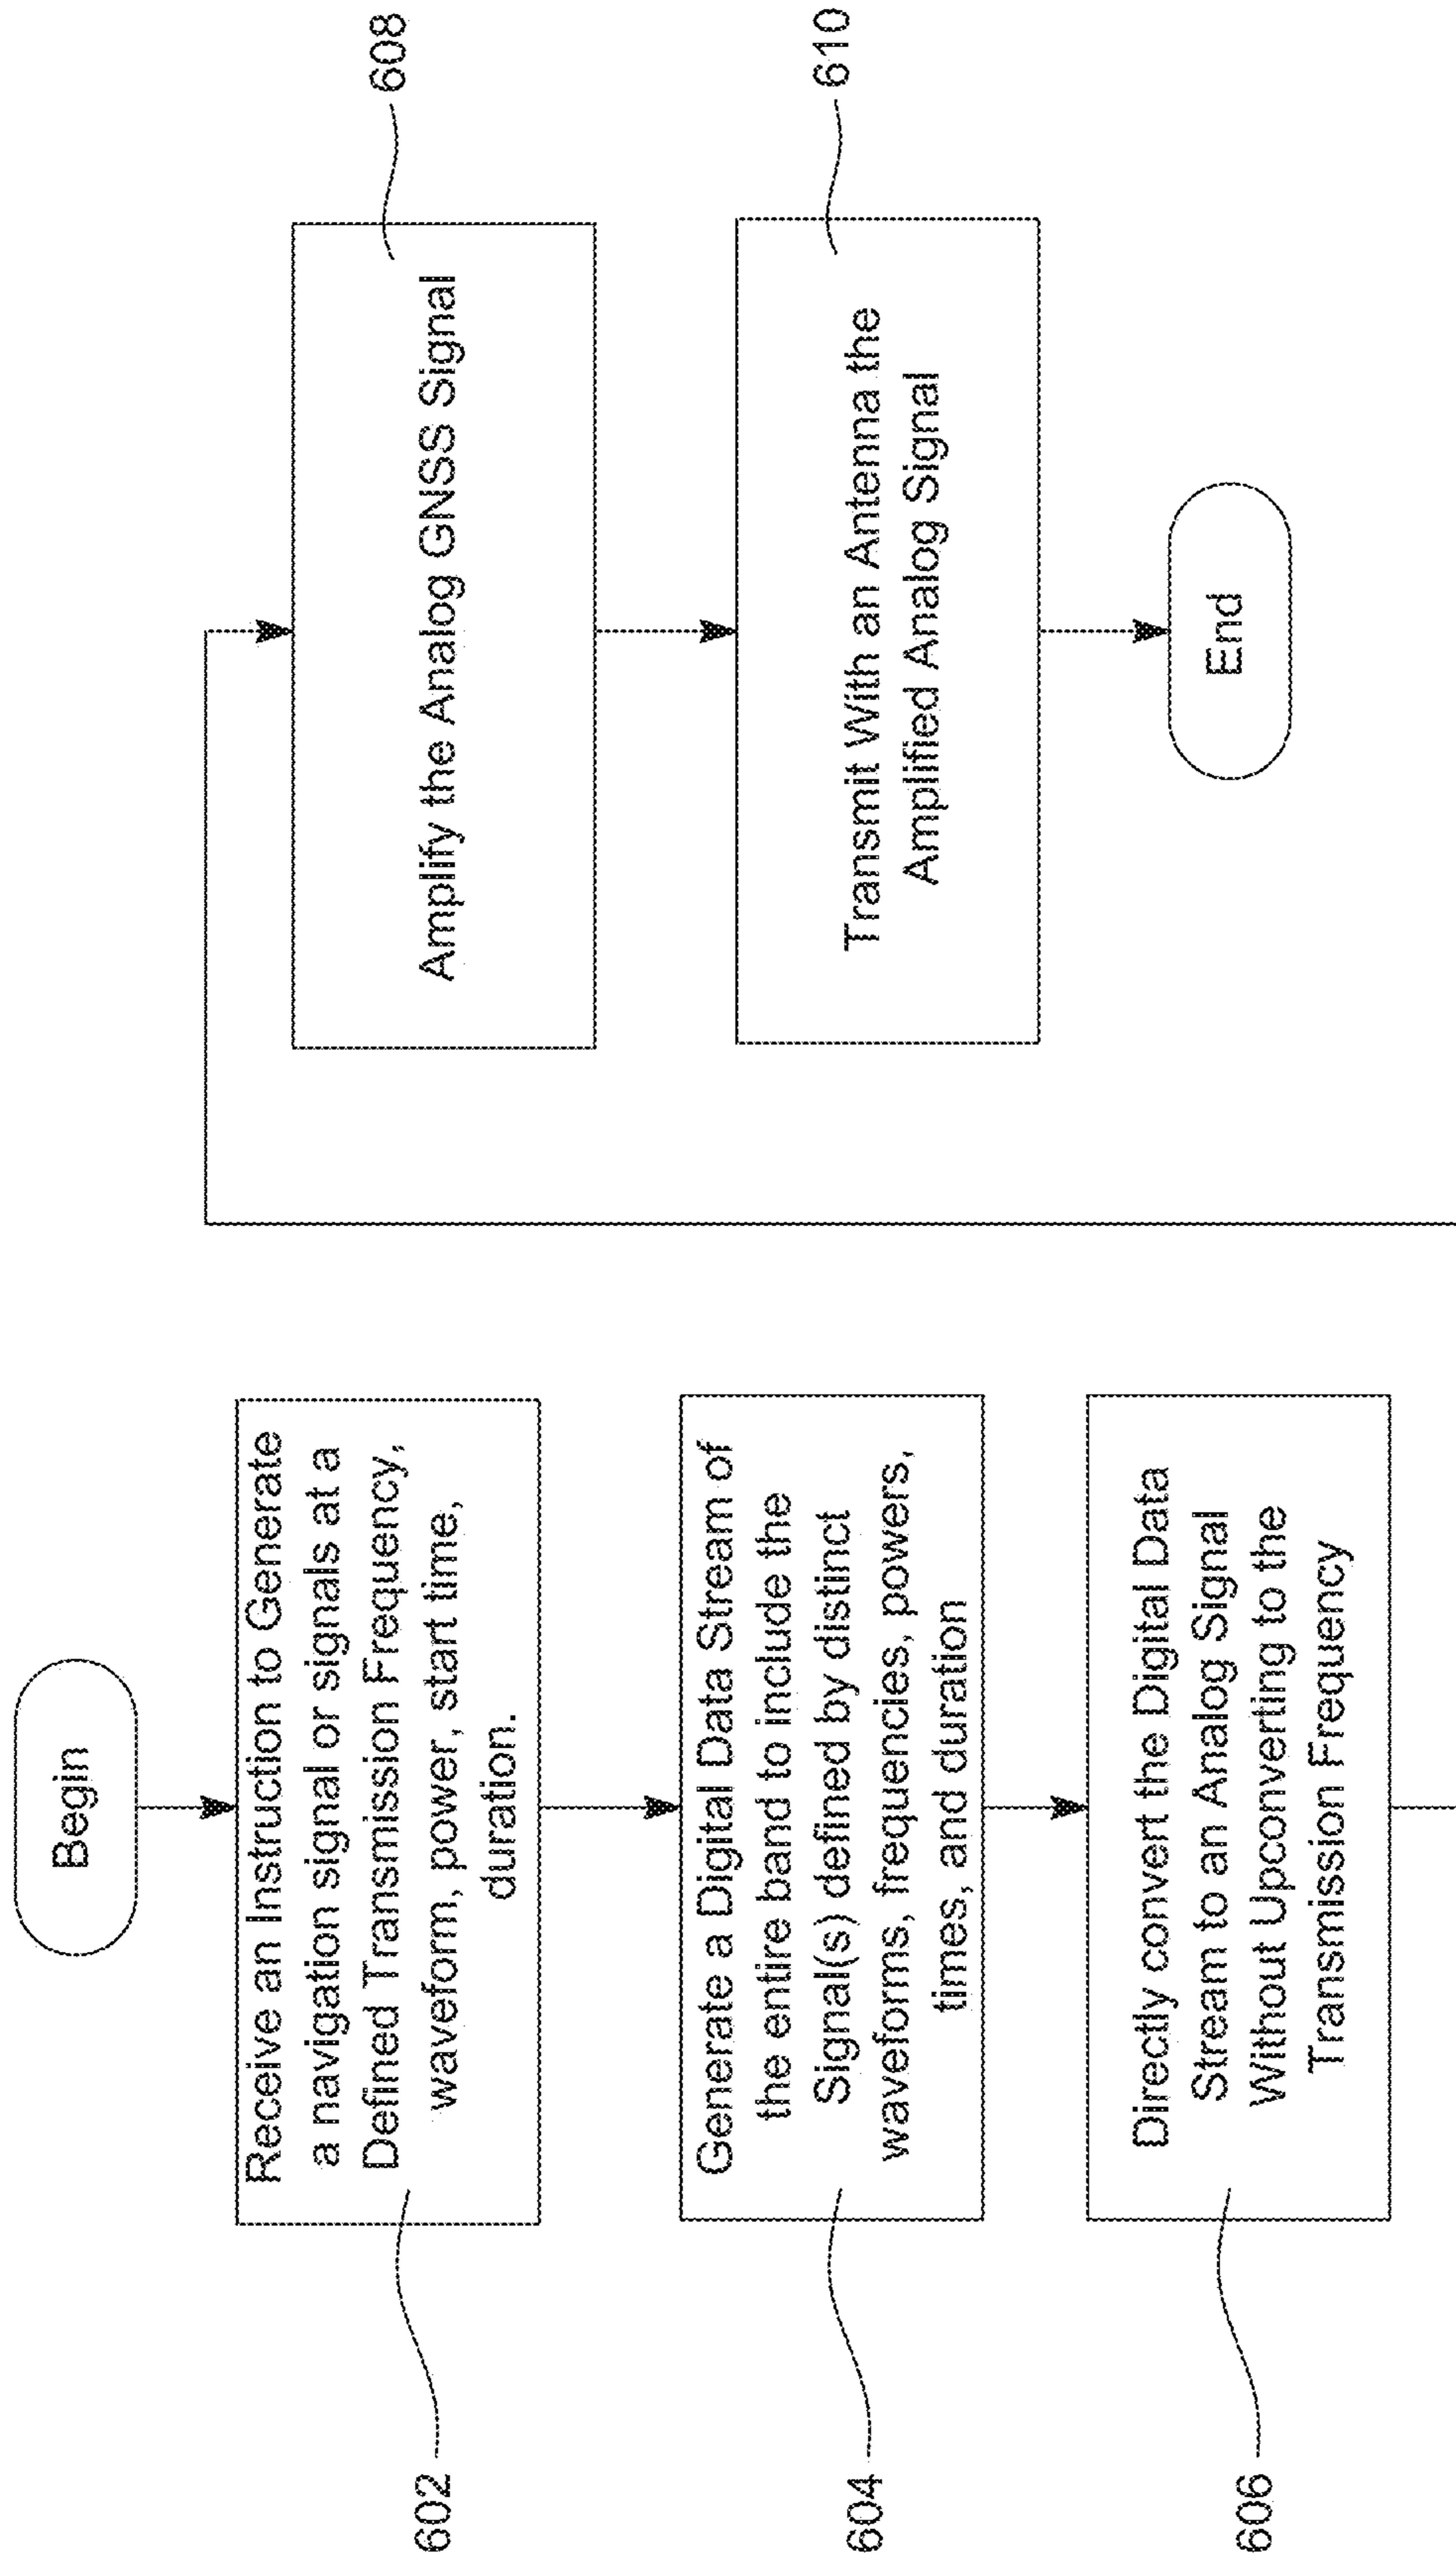 Begin
Receive an Instruction to Generate
a navigation signal or signals at a
Defined Transmission Frequency,
waveform, power, start time,
duration.
602
Generate a Digital Data Stream of
the entire band to include the
Signal(s) defined by distinct
waveforms, frequencies, powers,
times, and duration
604
Directly convert the Digital Data
Stream to an Analog Signal
Without Upconverting to the
Transmission Frequency
606
Amplify the Analog GNSS Signal
608
Transmit With an Antenna the
Amplified Analog Signal
610
End